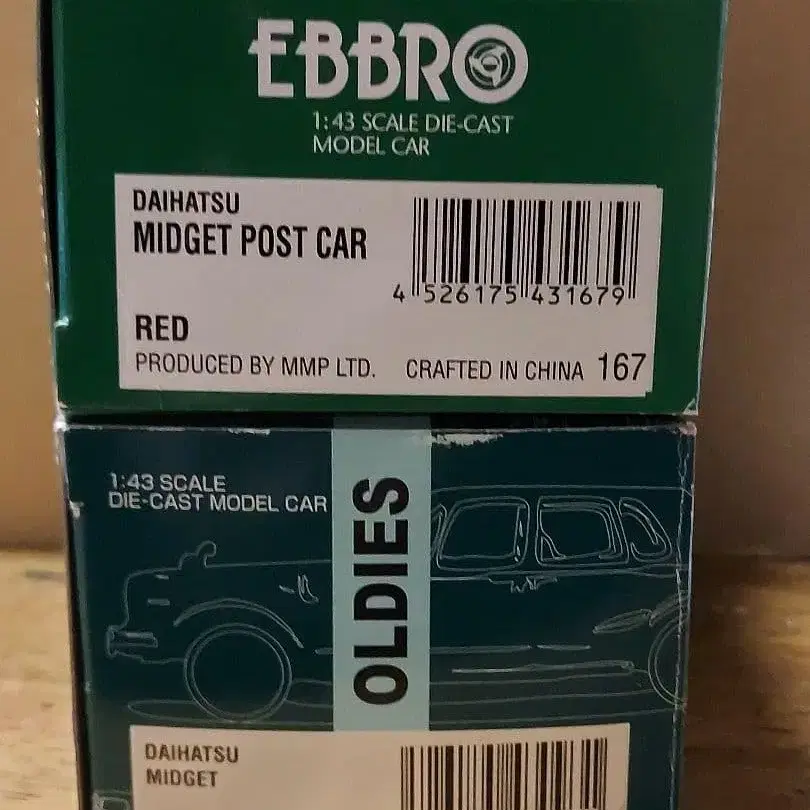 EBBRO
1:43 SCALE DIE-CAST
MODEL CAR
DAIHATSU
MIDGET POST CAR
4 526175 431679
RED
PRODUCED BY MMP LTD. CRAFTED IN CHINA 167
1:43 SCALE
DIE-CAST MODEL CAR
OLDIES
DAIHATSU
MIDGET